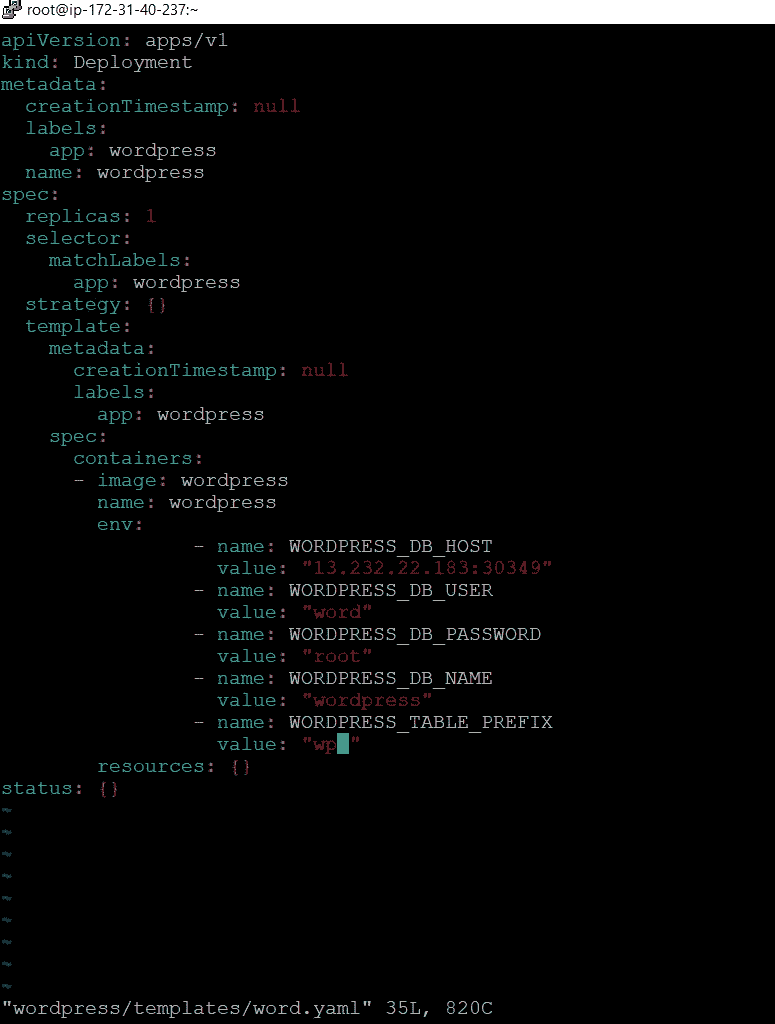 root@ip-172-31-40-237:~
apiVersion: apps/v1
kind: Deployment
metadata:
  creationTimestamp: null
  labels:
    app: wordpress
  name: wordpress
spec:
  replicas: 1
  selector:
    matchLabels:
      app: wordpress
  strategy: {}
  template:
    metadata:
      creationTimestamp: null
      labels:
        app: wordpress
    spec:
      containers:
      - image: wordpress
        name: wordpress
        env:
                - name: WORDPRESS_DB_HOST
                  value: "13.232.22.183:30349"
                - name: WORDPRESS_DB_USER
                  value: "word"
                - name: WORDPRESS_DB_PASSWORD
                  value: "root"
                - name: WORDPRESS_DB_NAME
                  value: "wordpress"
                - name: WORDPRESS_TABLE_PREFIX
                  value: "wp "
        resources: {}
status: {}
~
~
~
~
~
~
~
~
~
"wordpress/templates/word.yaml" 35L, 820C